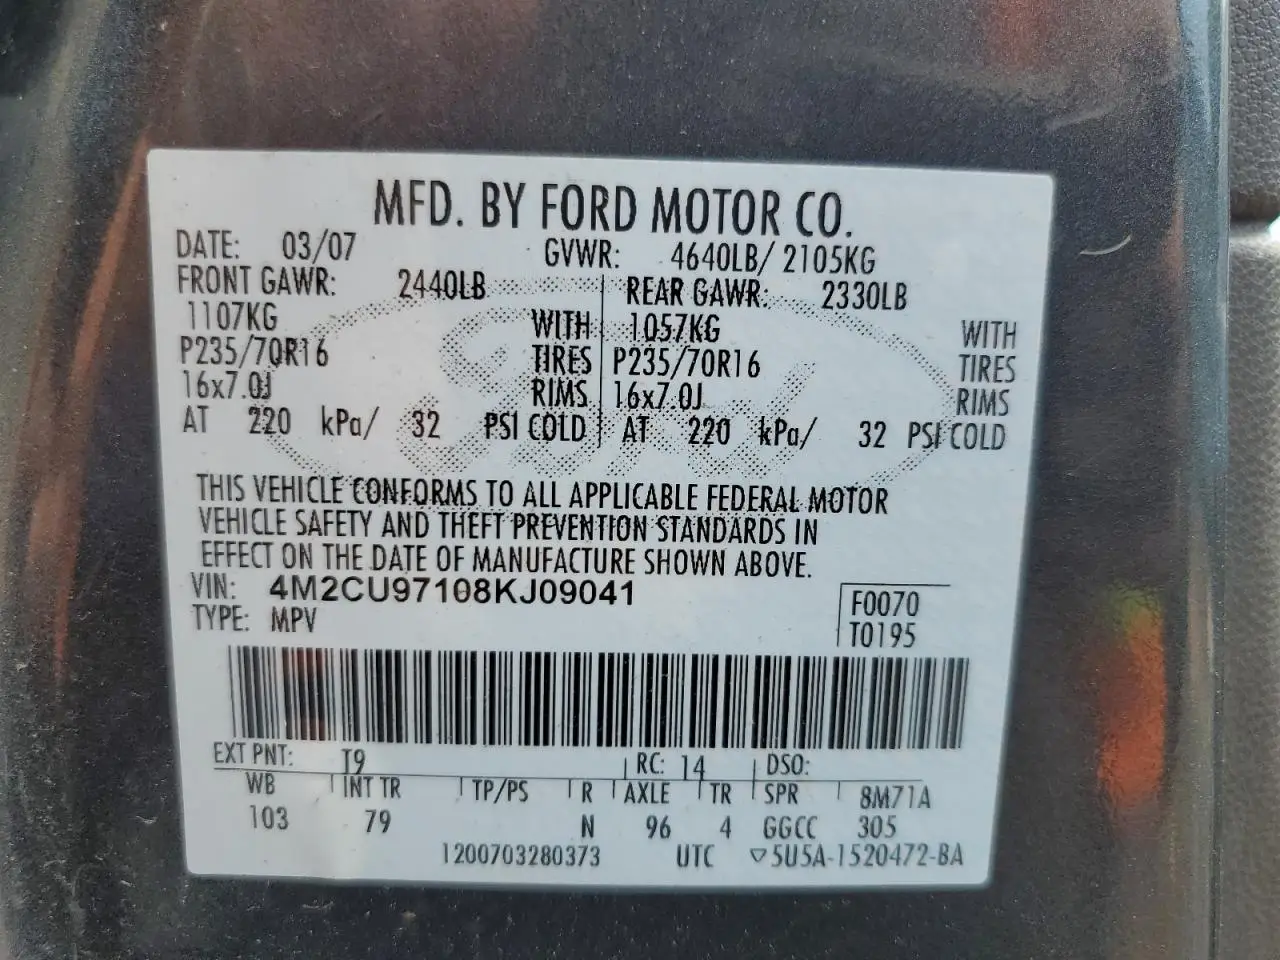 MFD. BY FORD MOTOR CO.
DATE: 03/07 GVWR: 4640LB/ 2105KG
FRONT GAWR: 2440LB REAR GAWR: 2330LB
1107KG WITH 1057KG WITH
P235/70R16 TIRES P235/70R16 TIRES
16x7.0J RIMS 16x7.0J RIMS
AT 220 kPa/ 32 PSI COLD AT 220 kPa/ 32 PSI COLD
THIS VEHICLE CONFORMS TO ALL APPLICABLE FEDERAL MOTOR
VEHICLE SAFETY AND THEFT PREVENTION STANDARDS IN
EFFECT ON THE DATE OF MANUFACTURE SHOWN ABOVE.
VIN: 4M2CU97108KJ09041
TYPE: MPV
F0070
T0195
EXT PNT: T9 RC: 14 DSO:
WB INT TR TP/PS R AXLE TR SPR 8M71A
103 79 N 96 4 GGCC 305
1200703280373 UTC ▽5U5A-1520472-BA